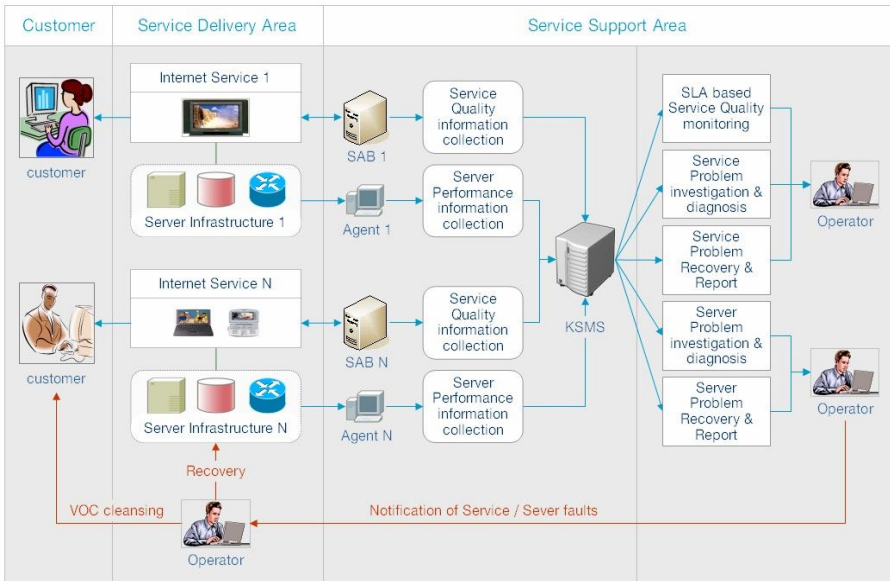 Customer
Service Delivery Area
Service Support Area
Internet Service 1
customer
Server Infrastructure 1
SAB 1
Agent 1
Service
Quality
information
collection
Server
Performance
information
collection
Internet Service N
customer
Server Infrastructure N
SAB N
Agent N
Service
Quality
information
collection
Server
Performance
information
collection
KSMS
SLA based
Service Quality
monitoring
Service
Problem
investigation &
diagnosis
Service
Problem
Recovery &
Report
Server
Problem
investigation &
diagnosis
Server
Problem
Recovery &
Report
Operator
Operator
Recovery
VOC cleansing
Notification of Service / Sever faults
Operator